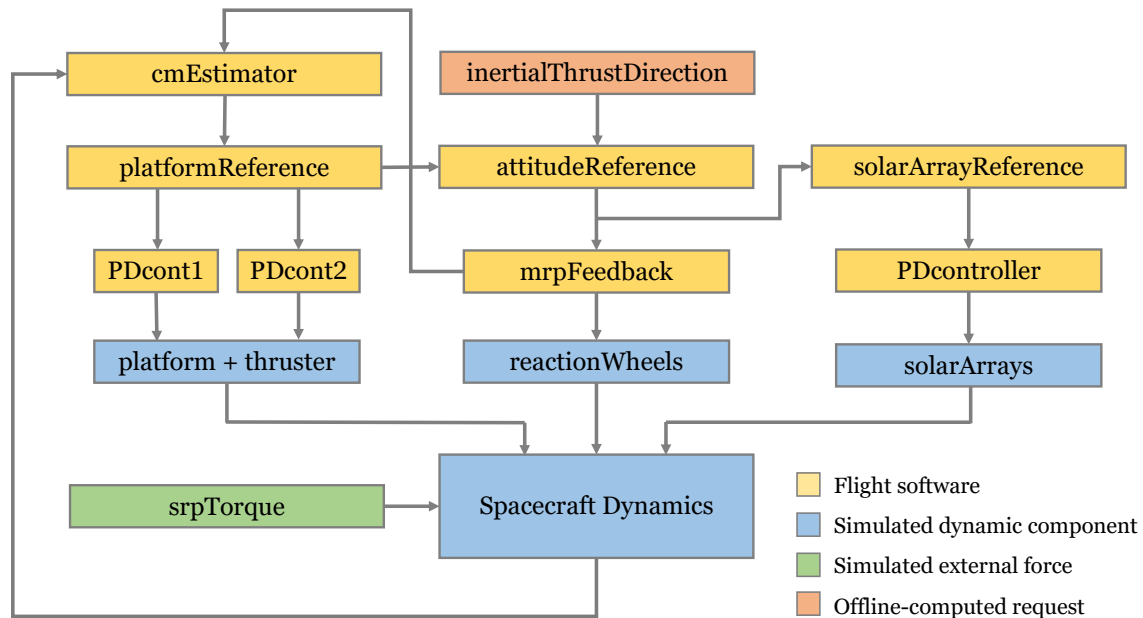 cmEstimator
inertialThrustDirection
platformReference
attitudeReference
solarArrayReference
PDcont1
PDcont2
mrpFeedback
PDcontroller
platform + thruster
reactionWheels
solarArrays
srpTorque
Spacecraft Dynamics
Flight software
Simulated dynamic component
Simulated external force
Offline-computed request